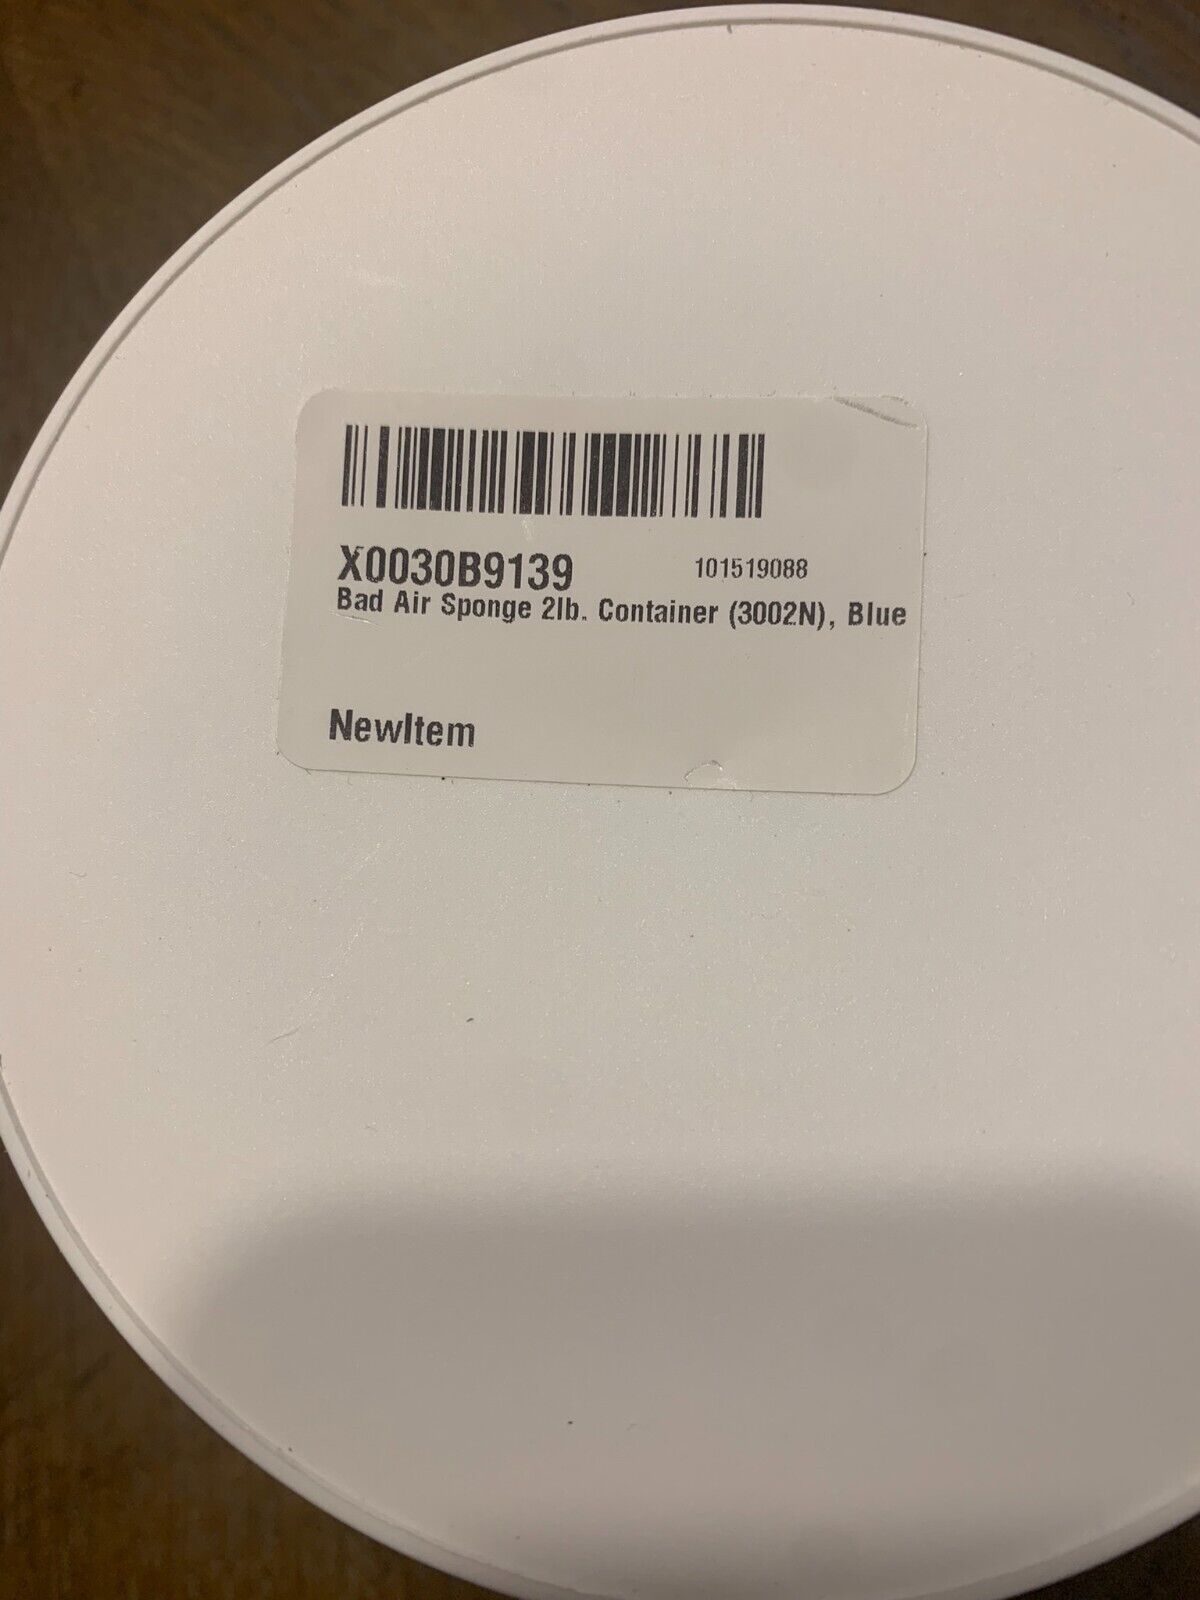 X0030B9139 101519088
Bad Air Sponge 2lb. Container (3002N), Blue
NewItem